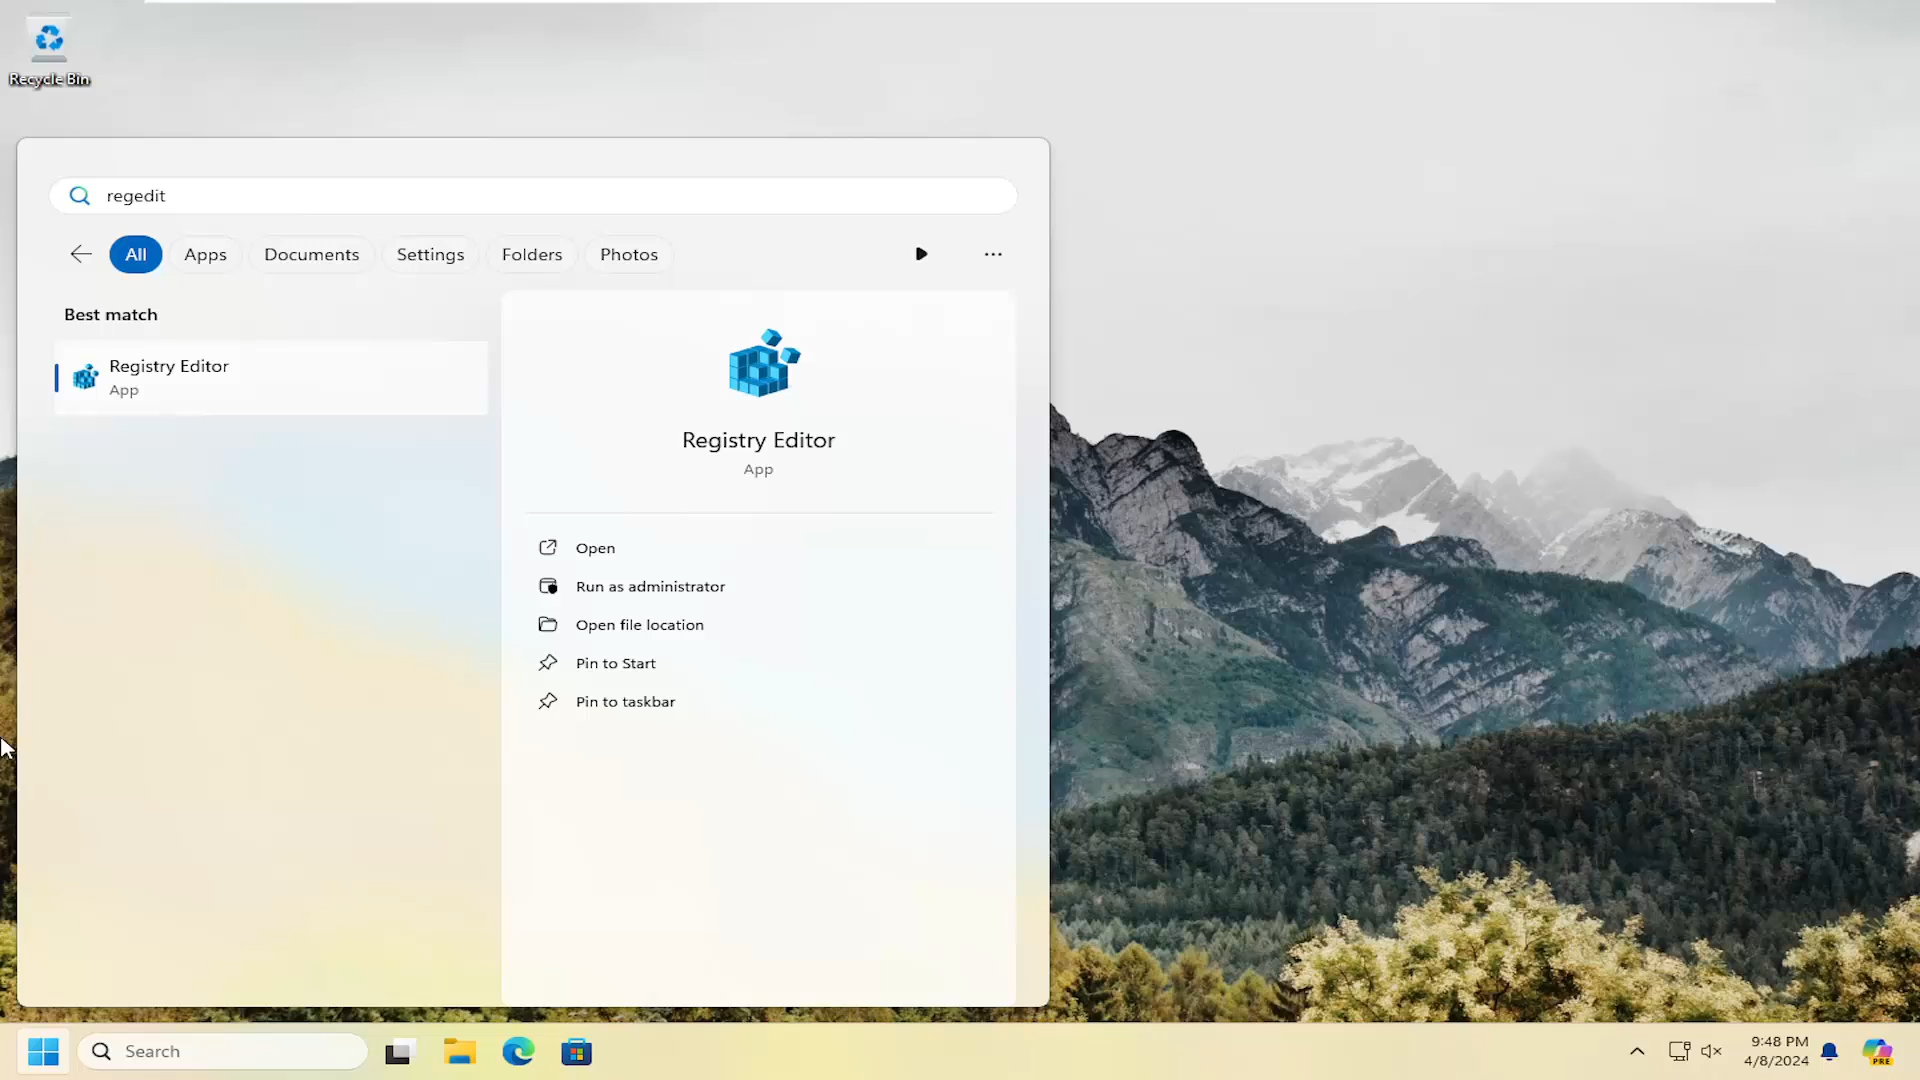 Recycle Bin
regedit
All
Apps
Documents
Settings
Folders
Photos
Best match
Registry Editor
App
Registry Editor
App
Open
Run as administrator
Open file location
Pin to Start
Pin to taskbar
Search
9:48 PM
4/8/2024
PRE